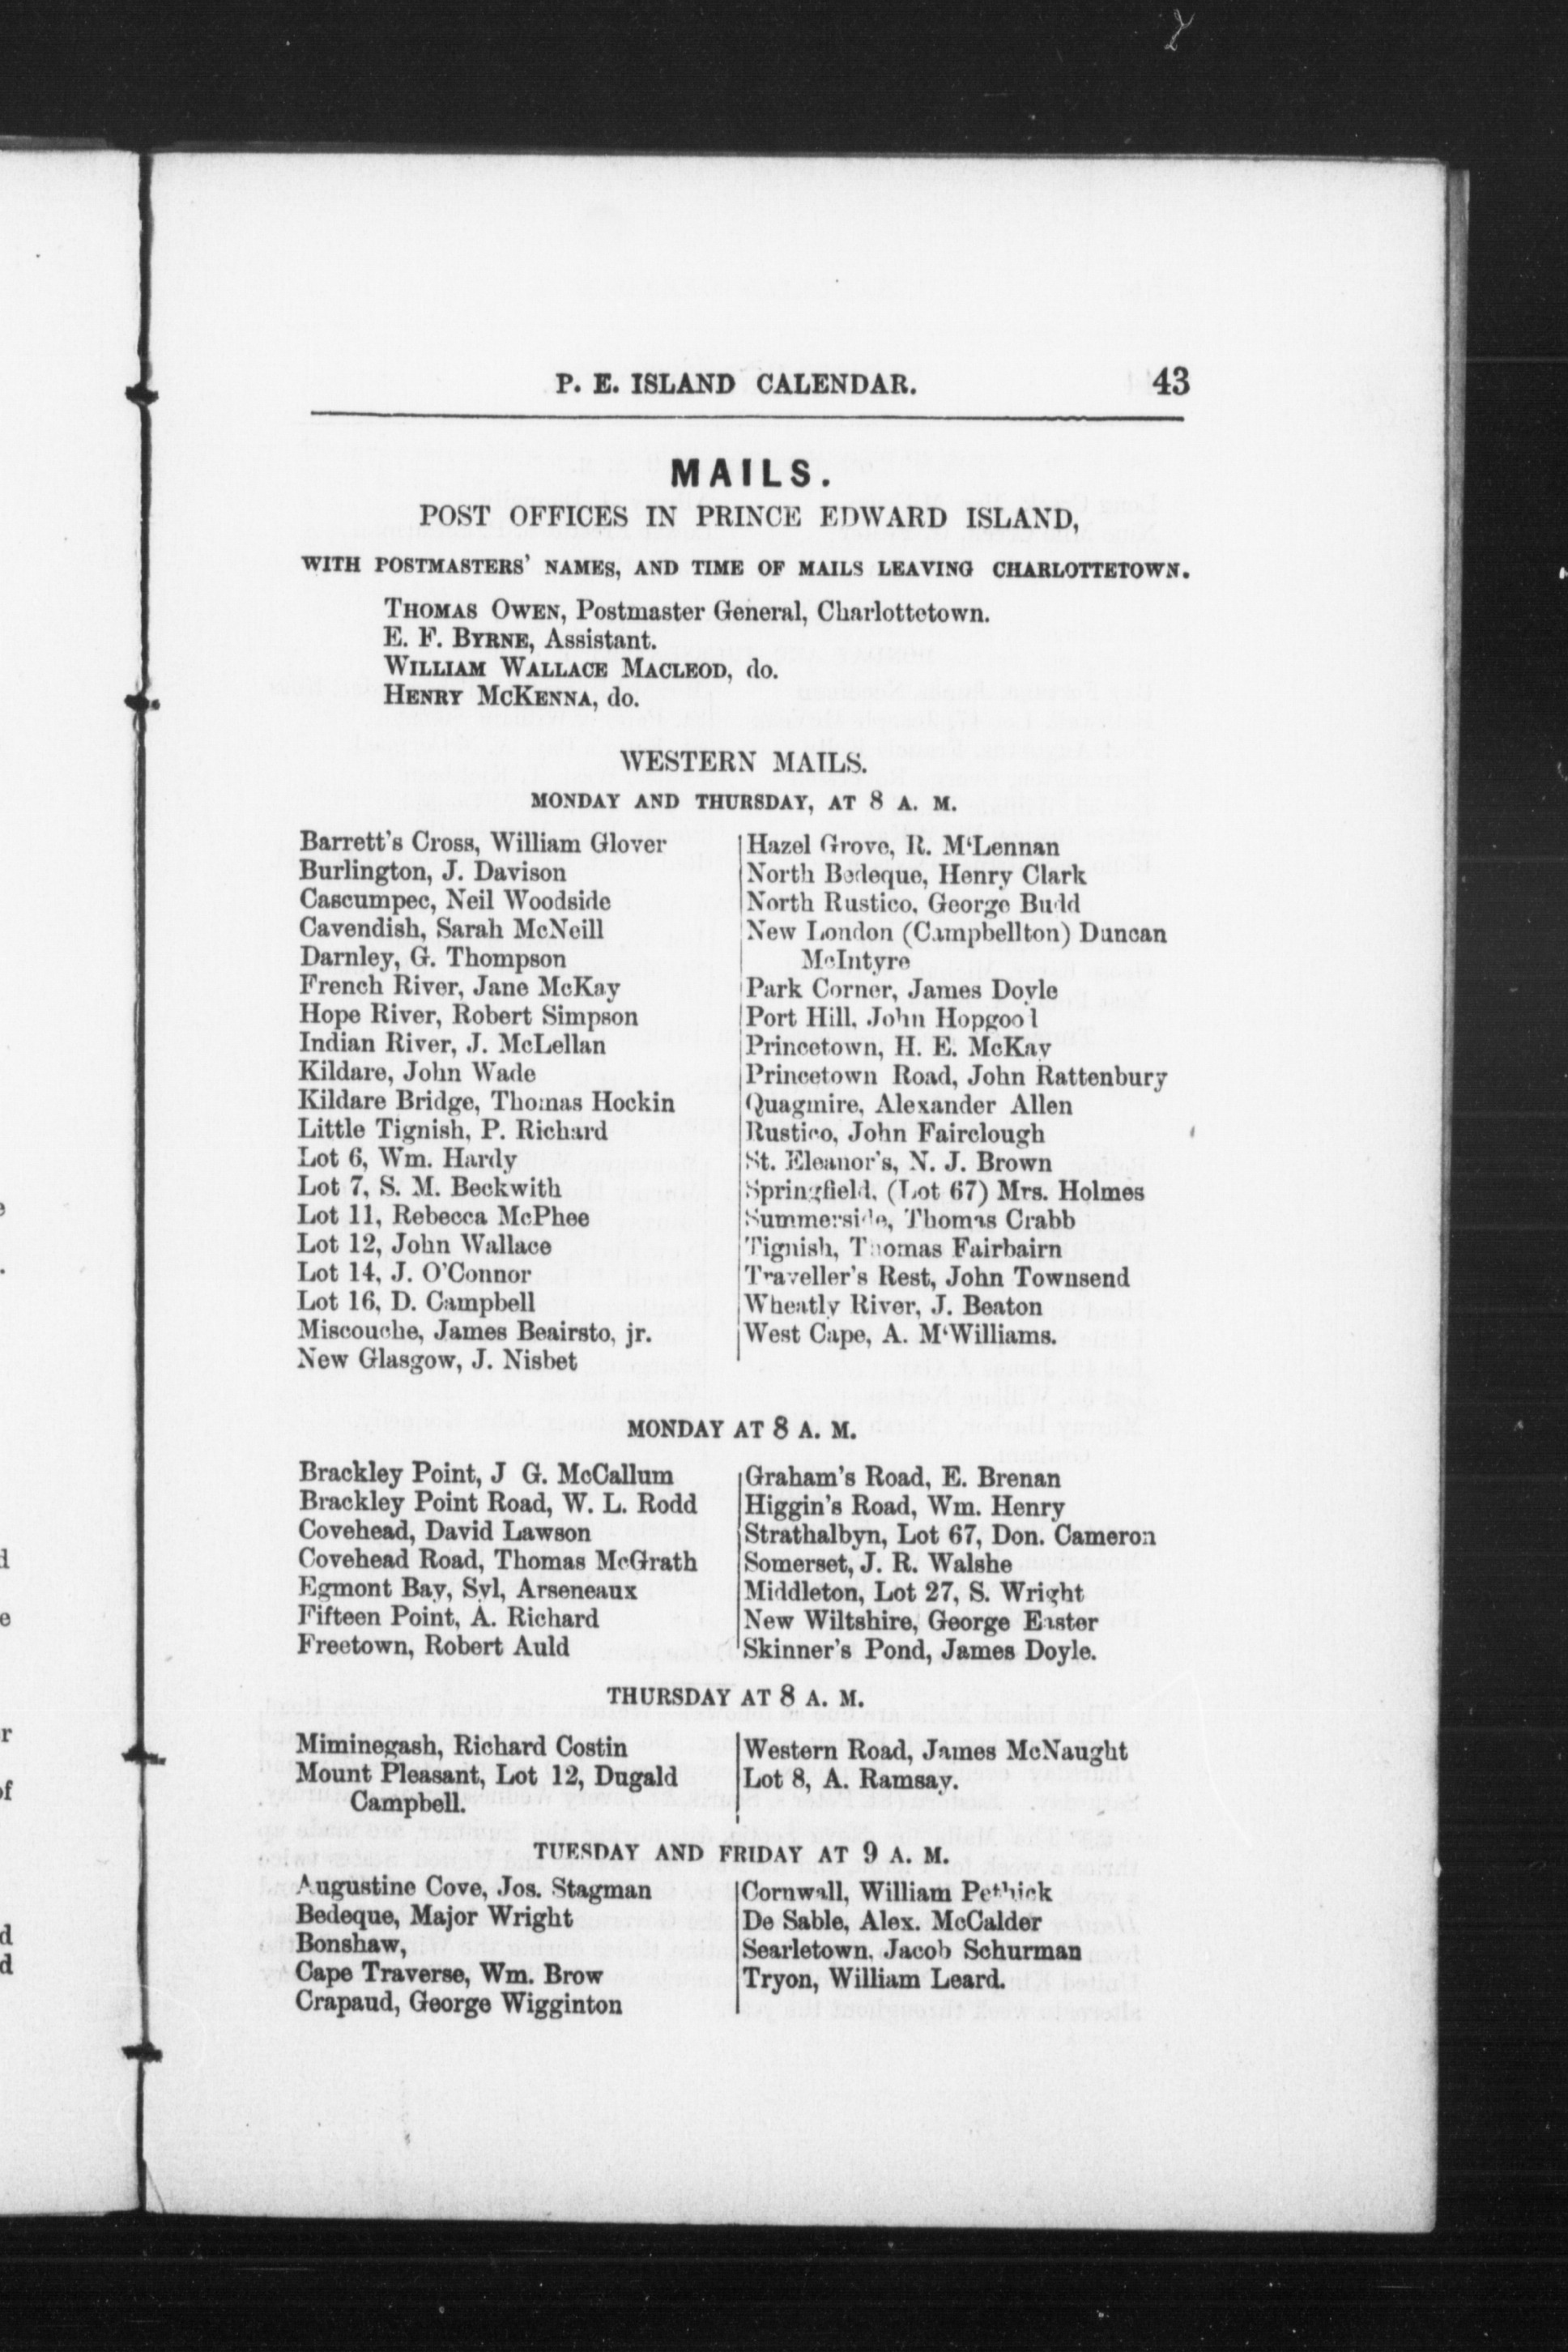 P. E. ISLAND CALENDAR. 43
MAILS.
POST OFFICES IN PRINCE EDWARD ISLAND,
WITH POSTMASTERS' NAMES, AND TIME OF MAILS LEAVING CHARLOTTETOWN.
THOMAS OWEN, Postmaster General, Charlottetown.
E. F. BYRNE, Assistant.
WILLIAM WALLACE MACLEOD, do.
HENRY MCKENNA, do.
WESTERN MAILS.
MONDAY AND THURSDAY, AT 8 A. M.
Barrett's Cross, William Glover
Burlington, J. Davison
Cascumpec, Neil Woodside
Cavendish, Sarah McNeill
Darnley, G. Thompson
French River, Jane McKay
Hope River, Robert Simpson
Indian River, J. McLellan
Kildare, John Wade
Kildare Bridge, Thomas Hockin
Little Tignish, P. Richard
Lot 6, Wm. Hardy
Lot 7, S. M. Beckwith
Lot 11, Rebecca McPhee
Lot 12, John Wallace
Lot 14, J. O'Connor
Lot 16, D. Campbell
Miscouche, James Beairsto, jr.
New Glasgow, J. Nisbet
Hazel Grove, R. M'Lennan
North Bedeque, Henry Clark
North Rustico, George Budd
New London (Campbellton) Duncan
McIntyre
Park Corner, James Doyle
Port Hill, John Hopgood
Princetown, H. E. McKay
Princetown Road, John Rattenbury
Quagmire, Alexander Allen
Rustico, John Fairclough
St. Eleanor's, N. J. Brown
Springfield, (Lot 67) Mrs. Holmes
Summerside, Thomas Crabb
Tignish, Thomas Fairbairn
Traveller's Rest, John Townsend
Wheatly River, J. Beaton
West Cape, A. M'Williams.
MONDAY AT 8 A. M.
Brackley Point, J G. McCallum
Brackley Point Road, W. L. Rodd
Covehead, David Lawson
Covehead Road, Thomas McGrath
Egmont Bay, Syl, Arseneaux
Fifteen Point, A. Richard
Freetown, Robert Auld
Graham's Road, E. Brenan
Higgin's Road, Wm. Henry
Strathalbyn, Lot 67, Don. Cameron
Somerset, J. R. Walshe
Middleton, Lot 27, S. Wright
New Wiltshire, George Easter
Skinner's Pond, James Doyle.
THURSDAY AT 8 A. M.
Miminegash, Richard Costin
Mount Pleasant, Lot 12, Dugald
Campbell.
Western Road, James McNaught
Lot 8, A. Ramsay.
TUESDAY AND FRIDAY AT 9 A. M.
Augustine Cove, Jos. Stagman
Bedeque, Major Wright
Bonshaw,
Cape Traverse, Wm. Brow
Crapaud, George Wigginton
Cornwall, William Pethick
De Sable, Alex. McCalder
Searletown, Jacob Schurman
Tryon, William Leard.